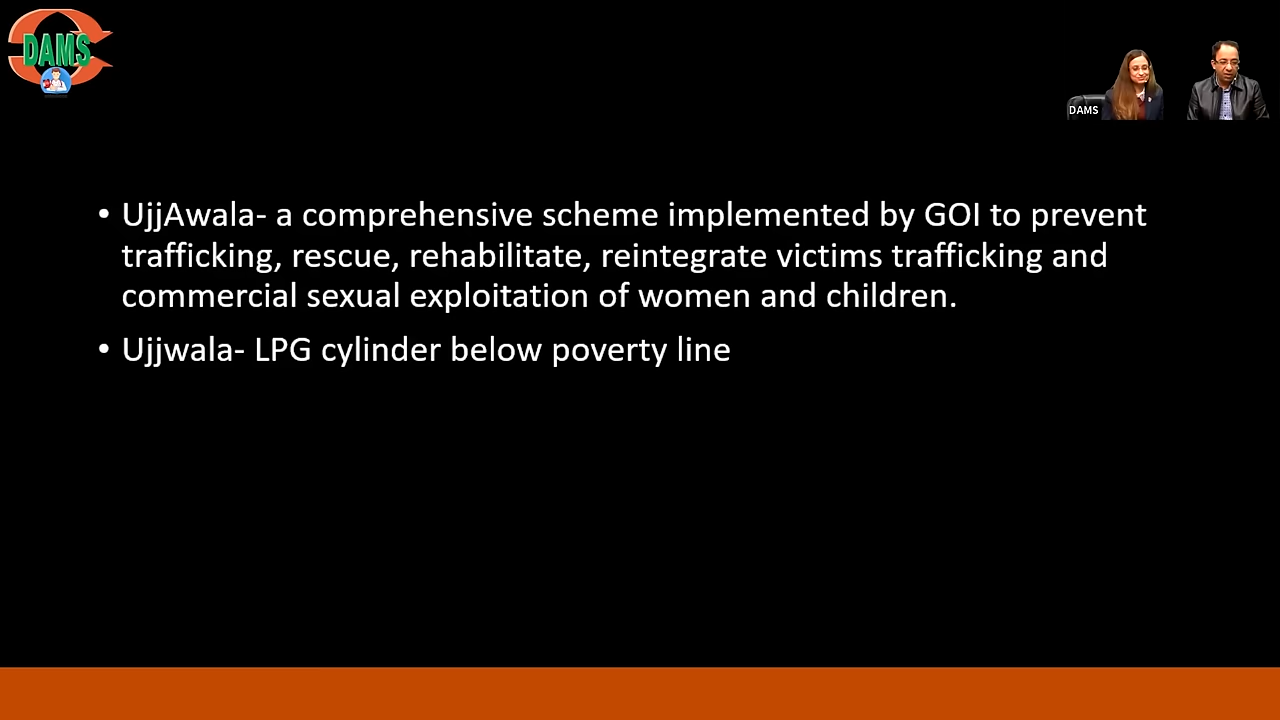 DAMS
DAMS
• UjjAwala- a comprehensive scheme implemented by GOI to prevent
trafficking, rescue, rehabilitate, reintegrate victims trafficking and
commercial sexual exploitation of women and children.
• Ujjwala- LPG cylinder below poverty line